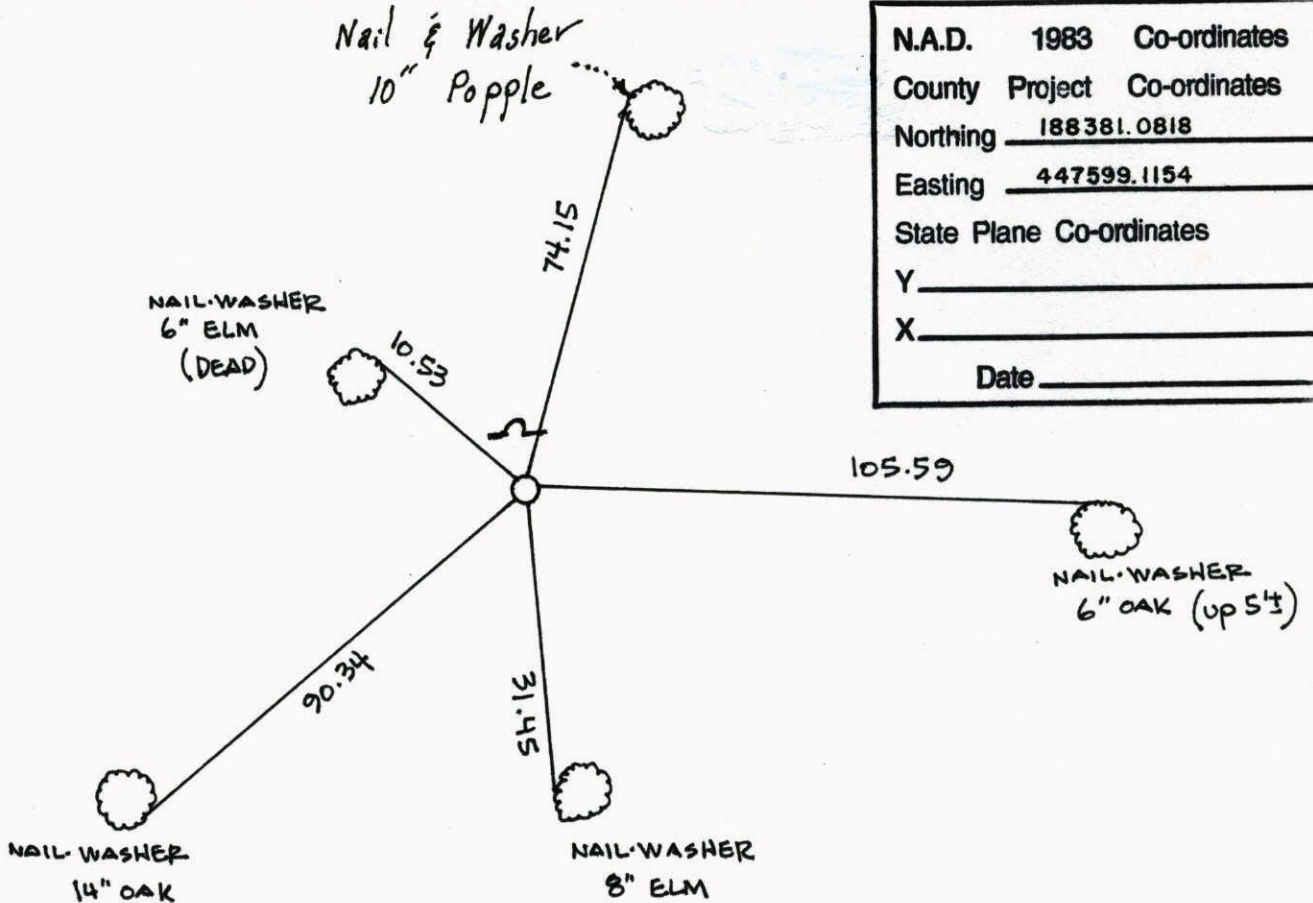 Nail & Washer
10" Popple
N.A.D. 1983 Co-ordinates
County Project Co-ordinates
Northing 188381.0818
Easting 447599.1154
State Plane Co-ordinates
Y
X
Date
74.15
NAIL·WASHER
6" ELM
(DEAD)
10.53
105.59
NAIL·WASHER
6" OAK (up 5'±)
90.34
31.45
NAIL·WASHER
14" OAK
NAIL·WASHER
8" ELM